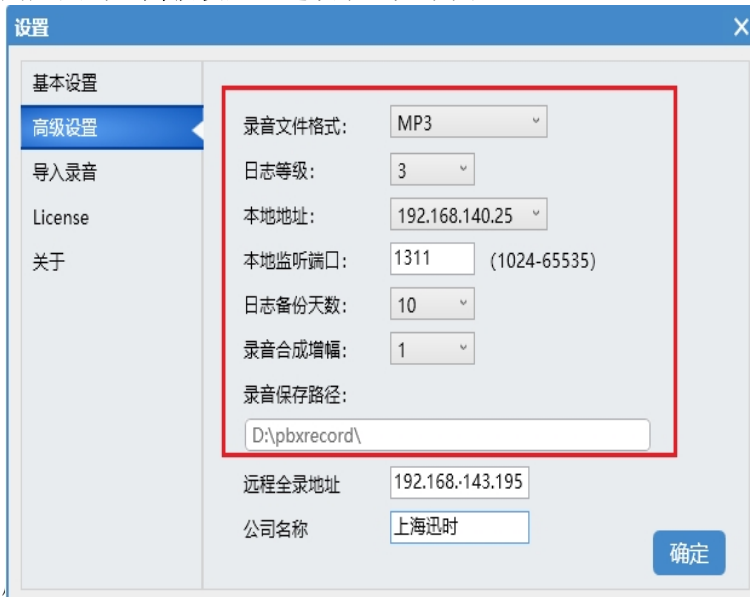 设置
基本设置
高级设置
导入录音
License
关于
录音文件格式: MP3
日志等级: 3
本地地址: 192.168.140.25
本地监听端口: 1311 (1024-65535)
日志备份天数: 10
录音合成增幅: 1
录音保存路径:
D:\pbxrecord\
远程全录地址 192.168.·143.195
公司名称 上海迅时
确定